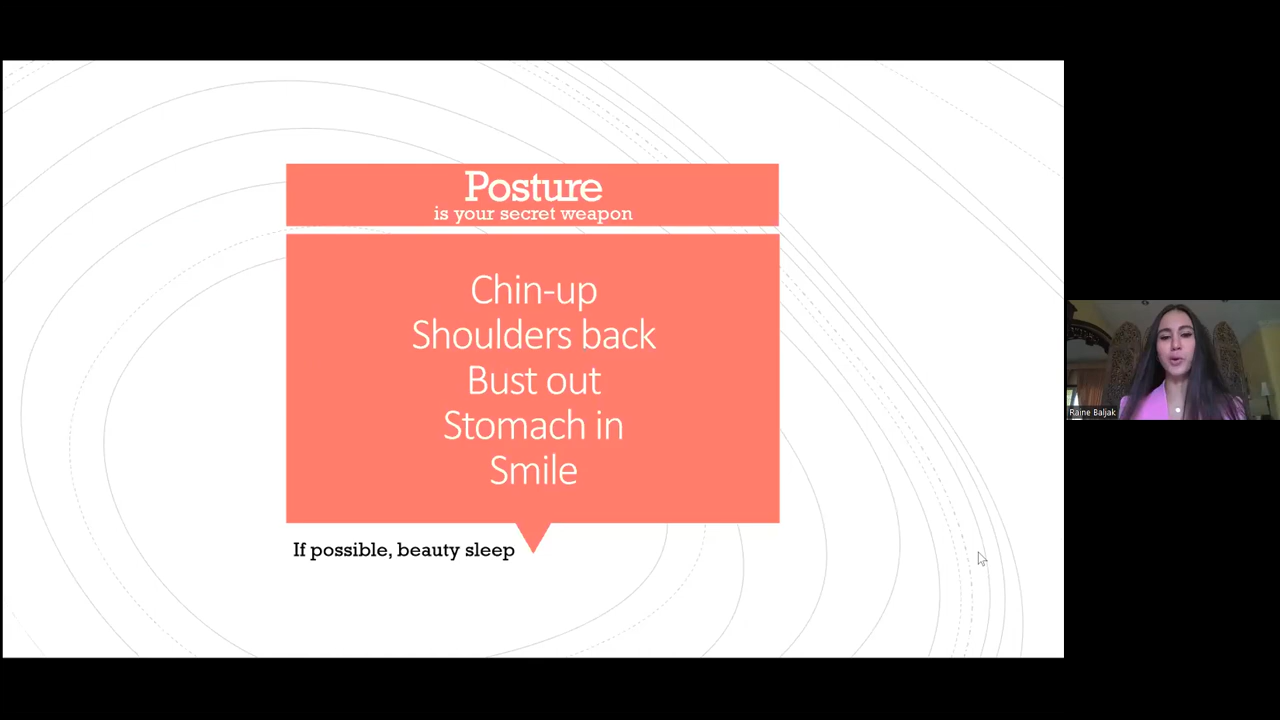 Posture
is your secret weapon
Chin-up
Shoulders back
Bust out
Stomach in
Smile
If possible, beauty sleep
Raine Baljak